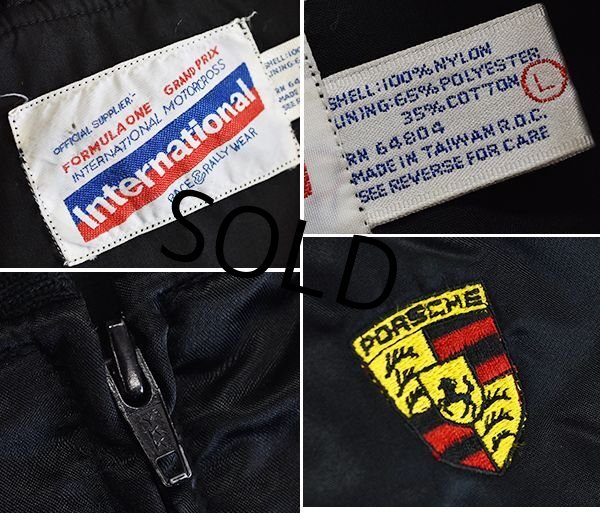 OFFICIAL SUPPLIER:-
FORMULA ONE GRAND PRIX
INTERNATIONAL MOTORCROSS
International
RACE & RALLY WEAR
SHELL:100% NYLON
LINING:65% POLYESTER
35% COTTON
L
RN 64804
MADE IN TAIWAN R.O.C.
SEE REVERSE FOR CARE
SOLD
PORSCHE